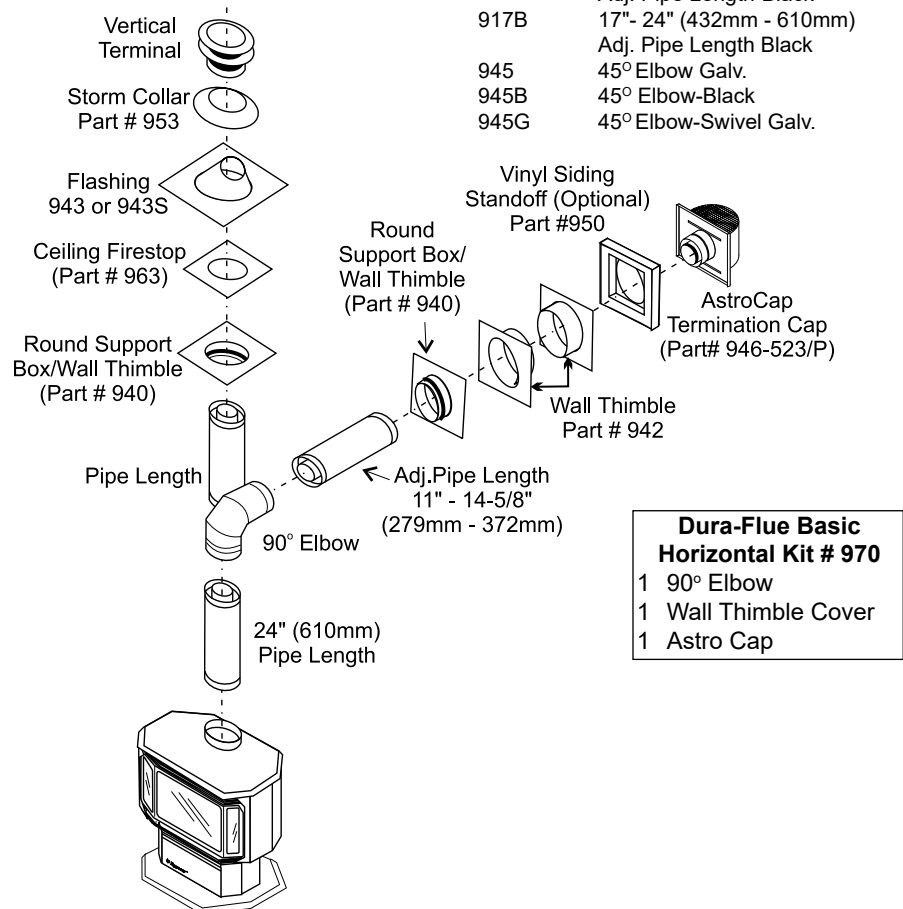 Adj. Pipe Length Black
917B 17"- 24" (432mm - 610mm)
Adj. Pipe Length Black
945 45° Elbow Galv.
945B 45° Elbow-Black
945G 45° Elbow-Swivel Galv.
Vertical
Terminal
Storm Collar
Part # 953
Flashing
943 or 943S
Ceiling Firestop
(Part # 963)
Round Support
Box/Wall Thimble
(Part # 940)
Pipe Length
90° Elbow
24" (610mm)
Pipe Length
Adj.Pipe Length
11" - 14-5/8"
(279mm - 372mm)
Round
Support Box/
Wall Thimble
(Part # 940)
Wall Thimble
Part # 942
Vinyl Siding
Standoff (Optional)
Part #950
AstroCap
Termination Cap
(Part# 946-523/P)
Dura-Flue Basic
Horizontal Kit # 970
1 90° Elbow
1 Wall Thimble Cover
1 Astro Cap